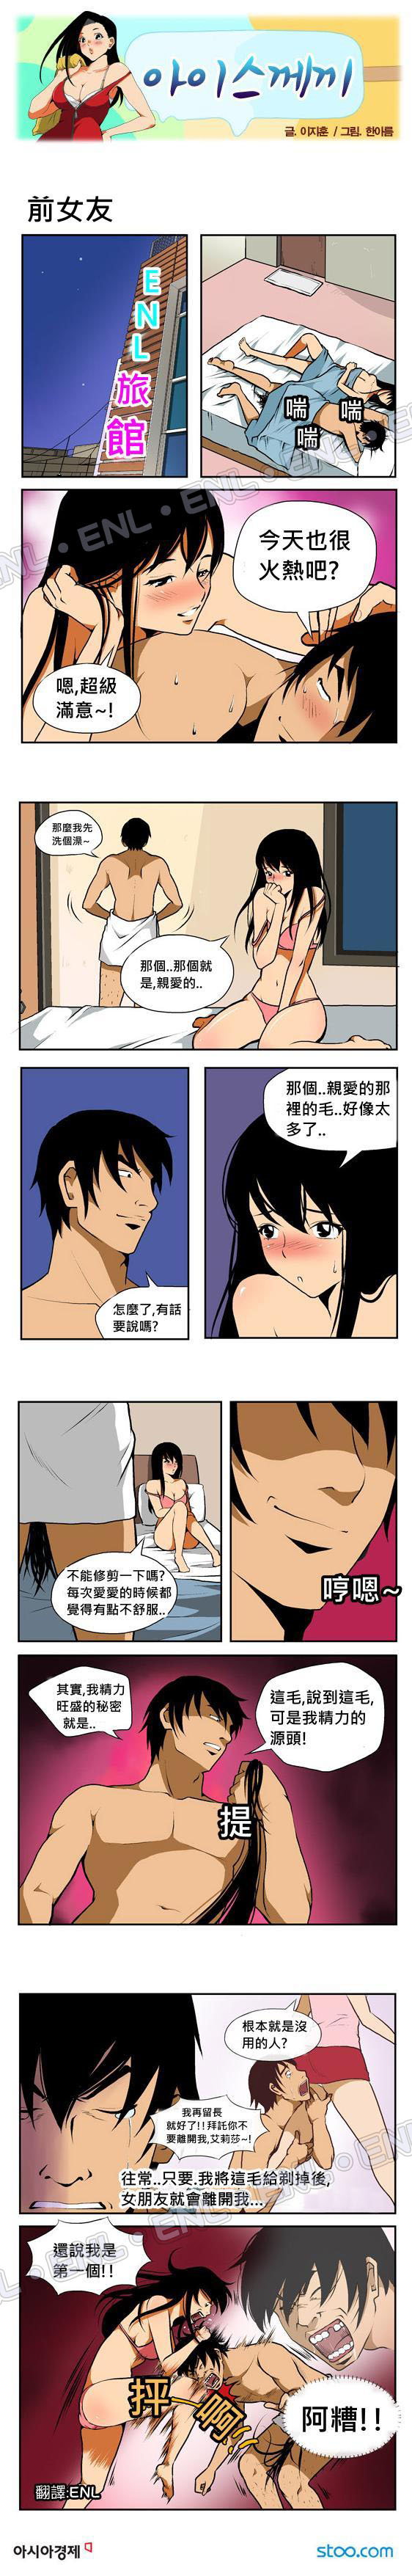 아이스께끼
글. 이지훈 / 그림. 한아름
前女友
ENL旅館
喘
喘
喘
ENL·ENL·ENL·ENL
今天也很
火熱吧?
嗯,超級
滿意~!
那麼我先
洗個澡~
那個..那個就
是,親愛的..
怎麼了,有話
要說嗎?
那個..親愛的那
裡的毛..好像太
多了..
不能修剪一下嗎?
每次愛愛的時候都
覺得有點不舒服..
哼嗯~
其實,我精力
旺盛的秘密
就是..
這毛,說到這毛,
可是我精力的
源頭!
提
根本就是沒
用的人?
我再留長
就好了!!拜託你不
要離開我,艾莉莎~!
往常..只要.我將這毛給剃掉後,
女朋友就會離開我...
ENL·ENL·ENL·ENL
還說我是
第一個!!
抨一啊
阿糟!!
翻譯:ENL
아시아경제
stoo.com